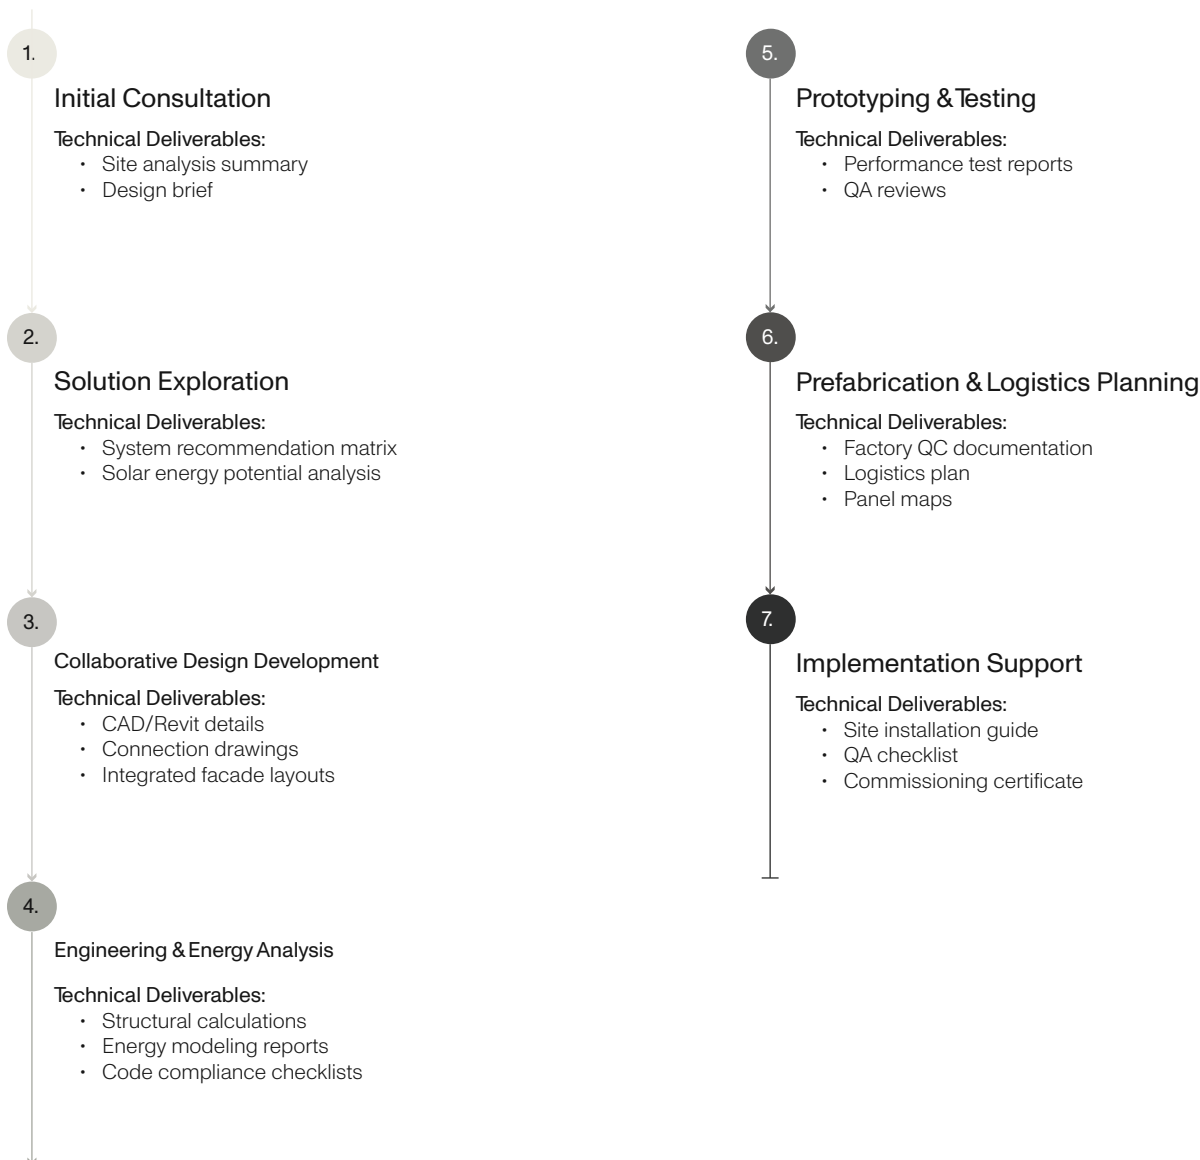 1.
Initial Consultation
Technical Deliverables:
• Site analysis summary
• Design brief
2.
Solution Exploration
Technical Deliverables:
• System recommendation matrix
• Solar energy potential analysis
3.
Collaborative Design Development
Technical Deliverables:
• CAD/Revit details
• Connection drawings
• Integrated facade layouts
4.
Engineering & Energy Analysis
Technical Deliverables:
• Structural calculations
• Energy modeling reports
• Code compliance checklists
5.
Prototyping & Testing
Technical Deliverables:
• Performance test reports
• QA reviews
6.
Prefabrication & Logistics Planning
Technical Deliverables:
• Factory QC documentation
• Logistics plan
• Panel maps
7.
Implementation Support
Technical Deliverables:
• Site installation guide
• QA checklist
• Commissioning certificate